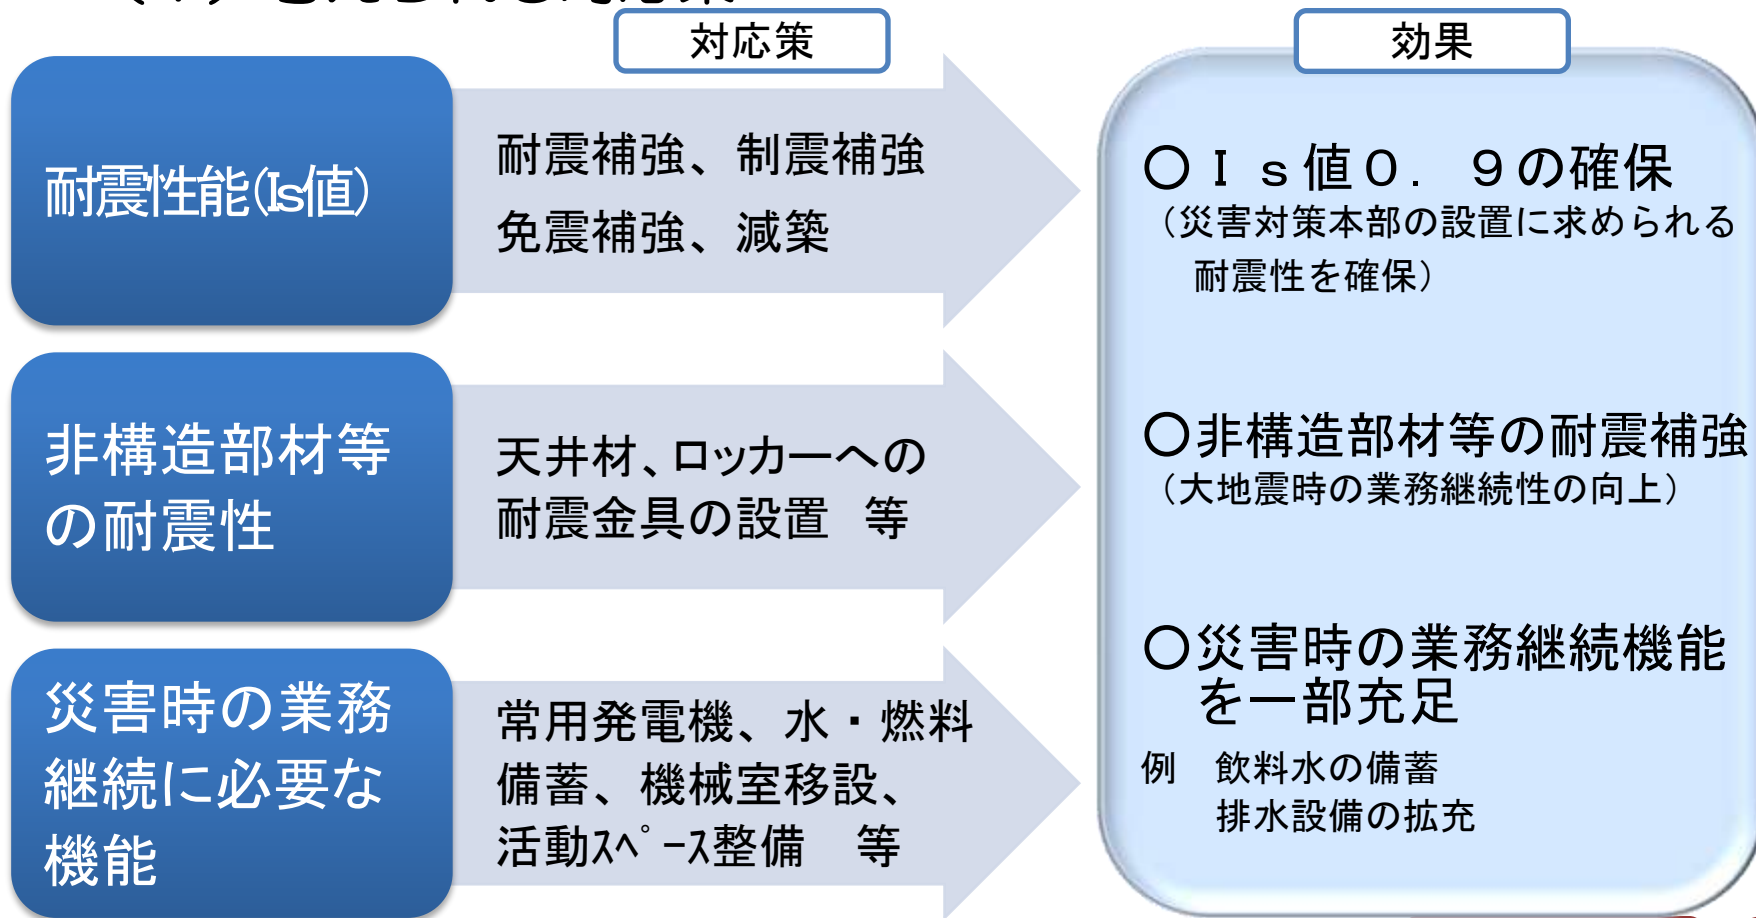 対応策
効果
耐震性能(Is値)
耐震補強、制震補強
免震補強、減築
○Ｉｓ値０．９の確保
（災害対策本部の設置に求められる
耐震性を確保）
非構造部材等
の耐震性
天井材、ロッカーへの
耐震金具の設置　等
○非構造部材等の耐震補強
（大地震時の業務継続性の向上）
災害時の業務
継続に必要な
機能
常用発電機、水・燃料
備蓄、機械室移設、
活動ｽﾍﾟｰｽ整備　等
○災害時の業務継続機能
を一部充足
例　飲料水の備蓄
排水設備の拡充